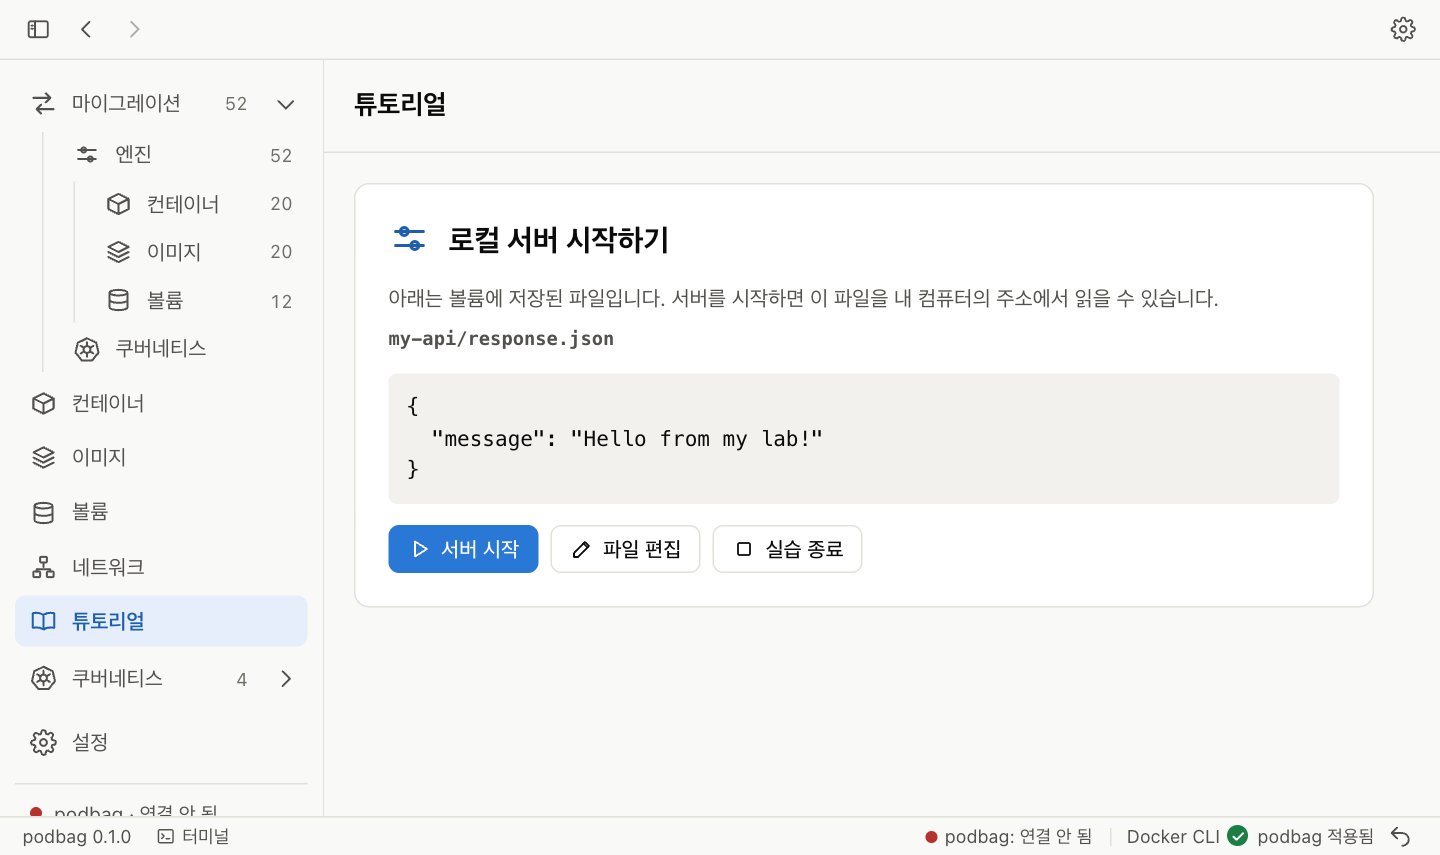 마이그레이션 52
엔진 52
컨테이너 20
이미지 20
볼륨 12
쿠버네티스
컨테이너
이미지
볼륨
네트워크
튜토리얼
쿠버네티스 4
설정
podbag · 연결 안 됨
튜토리얼
로컬 서버 시작하기
아래는 볼륨에 저장된 파일입니다. 서버를 시작하면 이 파일을 내 컴퓨터의 주소에서 읽을 수 있습니다.
my-api/response.json
{
"message": "Hello from my lab!"
}
서버 시작 파일 편집 실습 종료
podbag 0.1.0 터미널 podbag: 연결 안 됨 Docker CLI podbag 적용됨